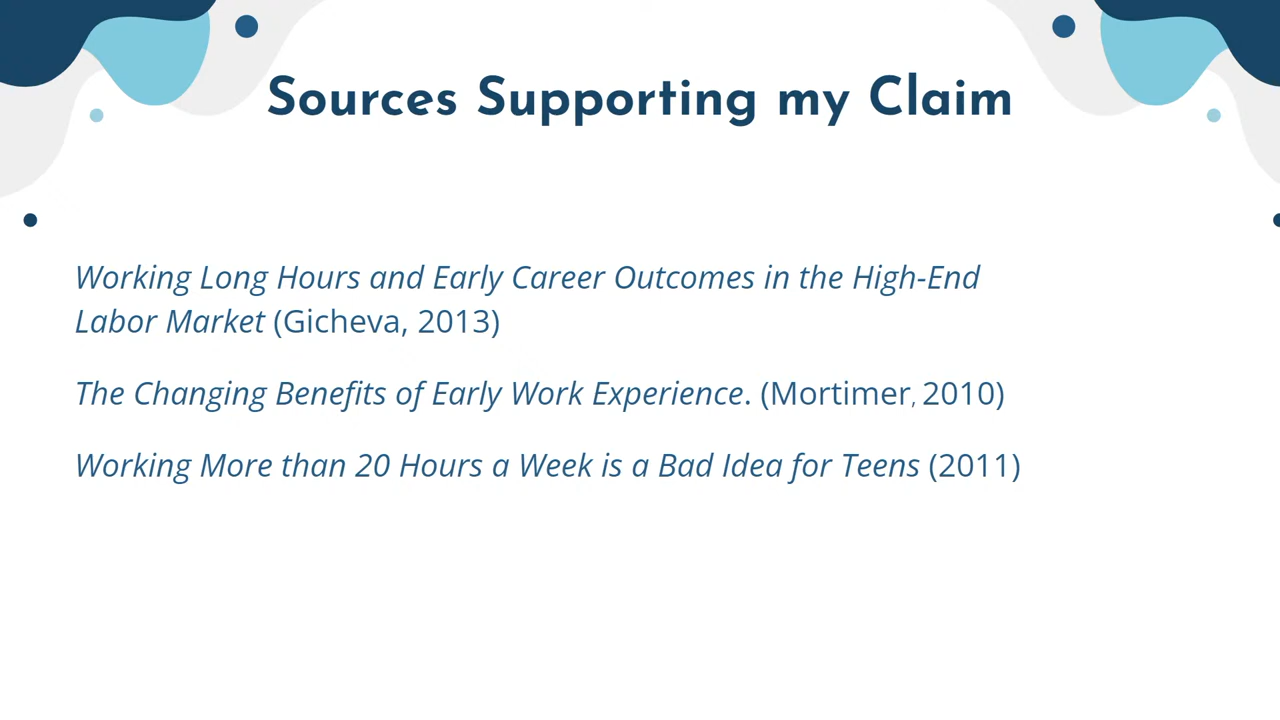 Sources Supporting my Claim
Working Long Hours and Early Career Outcomes in the High-End
Labor Market (Gicheva, 2013)
The Changing Benefits of Early Work Experience. (Mortimer, 2010)
Working More than 20 Hours a Week is a Bad Idea for Teens (2011)